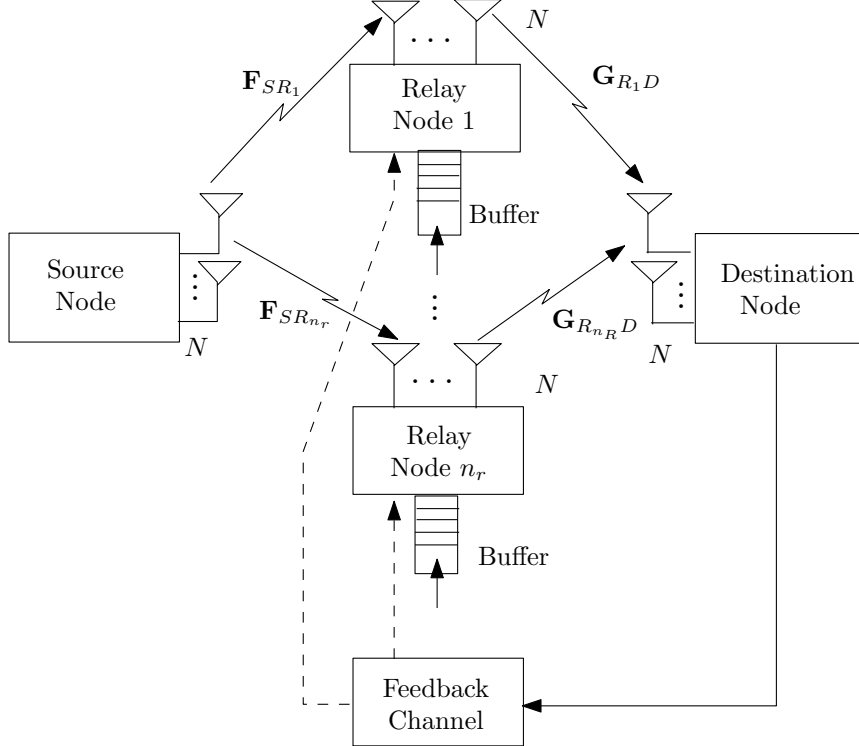 N
F_{SR_1}
G_{R_1D}
Relay
Node 1
Buffer
Source
Node
N
F_{SR_{n_r}}
G_{R_{n_R}D}
Destination
Node
N
N
Relay
Node n_r
Buffer
Feedback
Channel